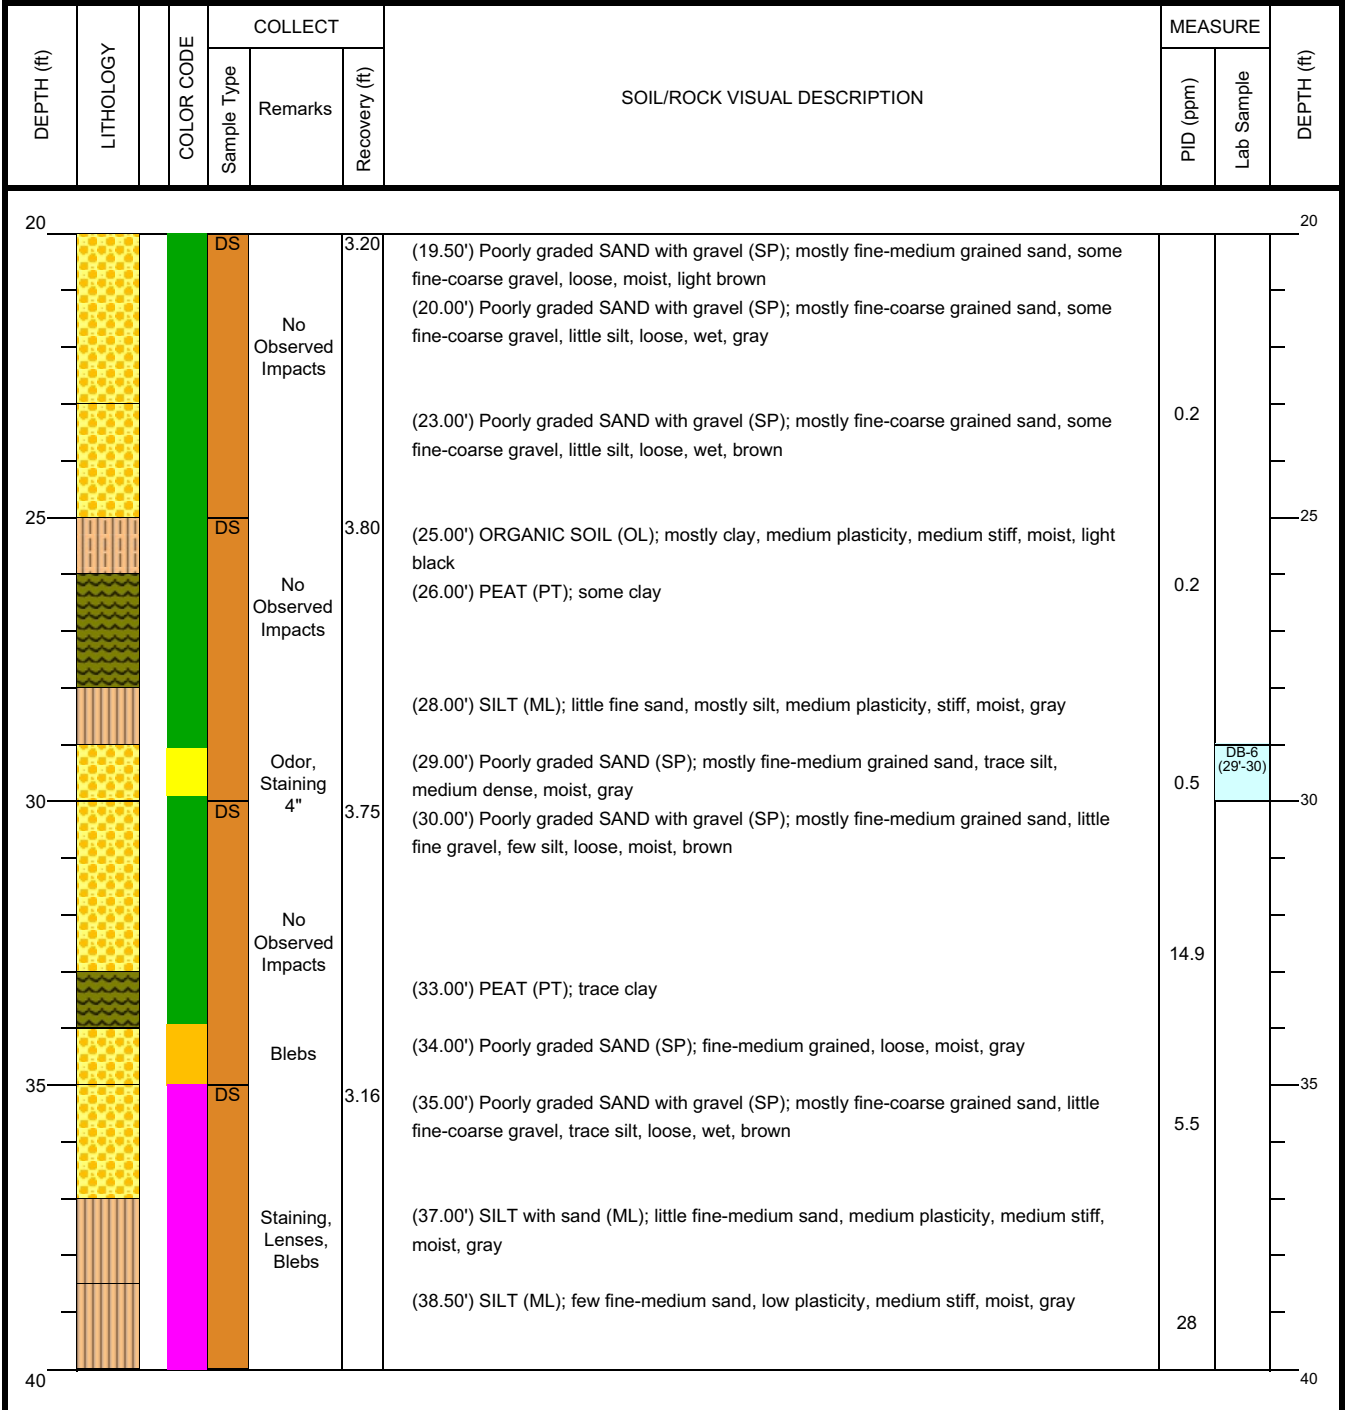 DEPTH (ft)
LITHOLOGY
COLOR CODE
COLLECT
Sample Type
Remarks
Recovery (ft)
SOIL/ROCK VISUAL DESCRIPTION
MEASURE
PID (ppm)
Lab Sample
DEPTH (ft)
20
20
DS
3.20
(19.50') Poorly graded SAND with gravel (SP); mostly fine-medium grained sand, some
fine-coarse gravel, loose, moist, light brown
(20.00') Poorly graded SAND with gravel (SP); mostly fine-coarse grained sand, some
fine-coarse gravel, little silt, loose, wet, gray
No
Observed
Impacts
(23.00') Poorly graded SAND with gravel (SP); mostly fine-coarse grained sand, some
fine-coarse gravel, little silt, loose, wet, brown
0.2
25
DS
3.80
25
(25.00') ORGANIC SOIL (OL); mostly clay, medium plasticity, medium stiff, moist, light
black
(26.00') PEAT (PT); some clay
No
Observed
Impacts
0.2
(28.00') SILT (ML); little fine sand, mostly silt, medium plasticity, stiff, moist, gray
Odor,
Staining
4"
(29.00') Poorly graded SAND (SP); mostly fine-medium grained sand, trace silt,
medium dense, moist, gray
0.5
DB-6
(29'-30)
30
DS
3.75
30
(30.00') Poorly graded SAND with gravel (SP); mostly fine-medium grained sand, little
fine gravel, few silt, loose, moist, brown
No
Observed
Impacts
14.9
(33.00') PEAT (PT); trace clay
Blebs
(34.00') Poorly graded SAND (SP); fine-medium grained, loose, moist, gray
35
DS
3.16
35
(35.00') Poorly graded SAND with gravel (SP); mostly fine-coarse grained sand, little
fine-coarse gravel, trace silt, loose, wet, brown
5.5
Staining,
Lenses,
Blebs
(37.00') SILT with sand (ML); little fine-medium sand, medium plasticity, medium stiff,
moist, gray
(38.50') SILT (ML); few fine-medium sand, low plasticity, medium stiff, moist, gray
28
40
40